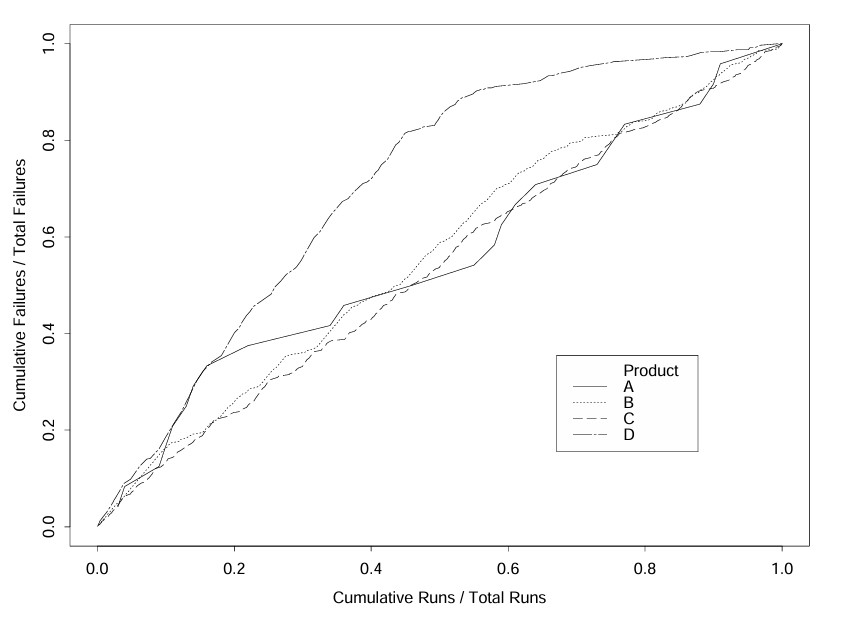 1.0
0.8
0.6
0.4
0.2
0.0
Cumulative Failures / Total Failures
Product
A
B
C
D
0.0 0.2 0.4 0.6 0.8 1.0
Cumulative Runs / Total Runs